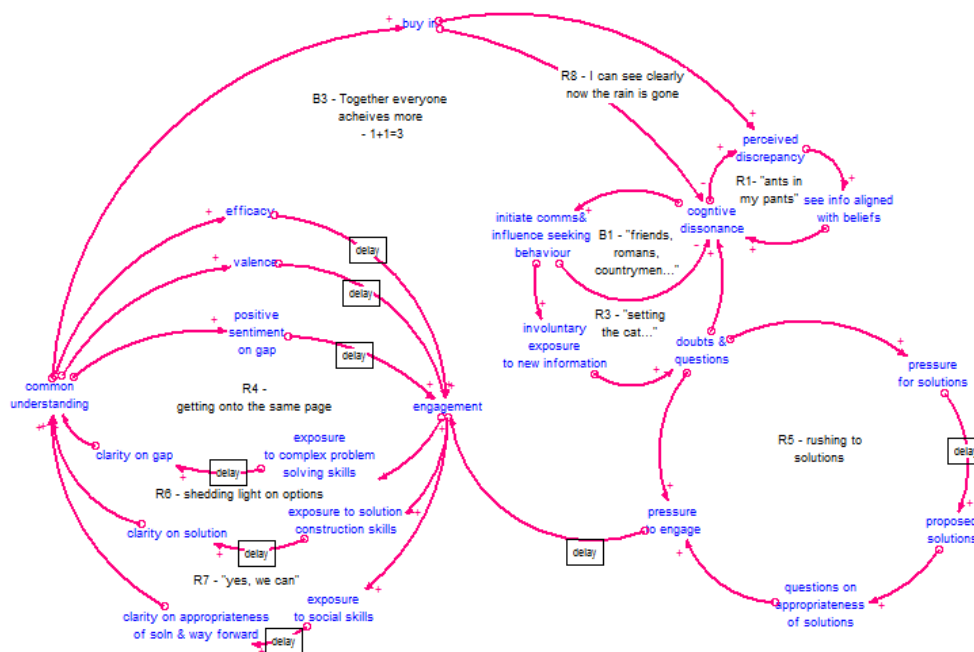 buy in
R8 - I can see clearly
now the rain is gone
B3 - Together everyone
acheives more
- 1+1=3
perceived
discrepancy
R1- "ants in
my pants"
see info aligned
with beliefs
cogntive
dissonance
initiate comms&
influence seeking
behaviour
B1 - "friends,
romans,
countrymen..."
efficacy
delay
valence
delay
positive
sentiment
on gap
delay
R3 - "setting
the cat..."
involuntary
exposure
to new information
doubts &
questions
pressure
for solutions
common
understanding
R4 -
getting onto the same page
engagement
R5 - rushing to
solutions
delay
clarity on gap
delay
exposure
to complex problem
solving skills
R6 - shedding light on options
clarity on solution
delay
exposure to solution
construction skills
pressure
to engage
delay
proposed
solutions
R7 - "yes, we can"
questions on
appropriateness
of solutions
clarity on appropriateness
of soln & way forward
delay
exposure
to social skills